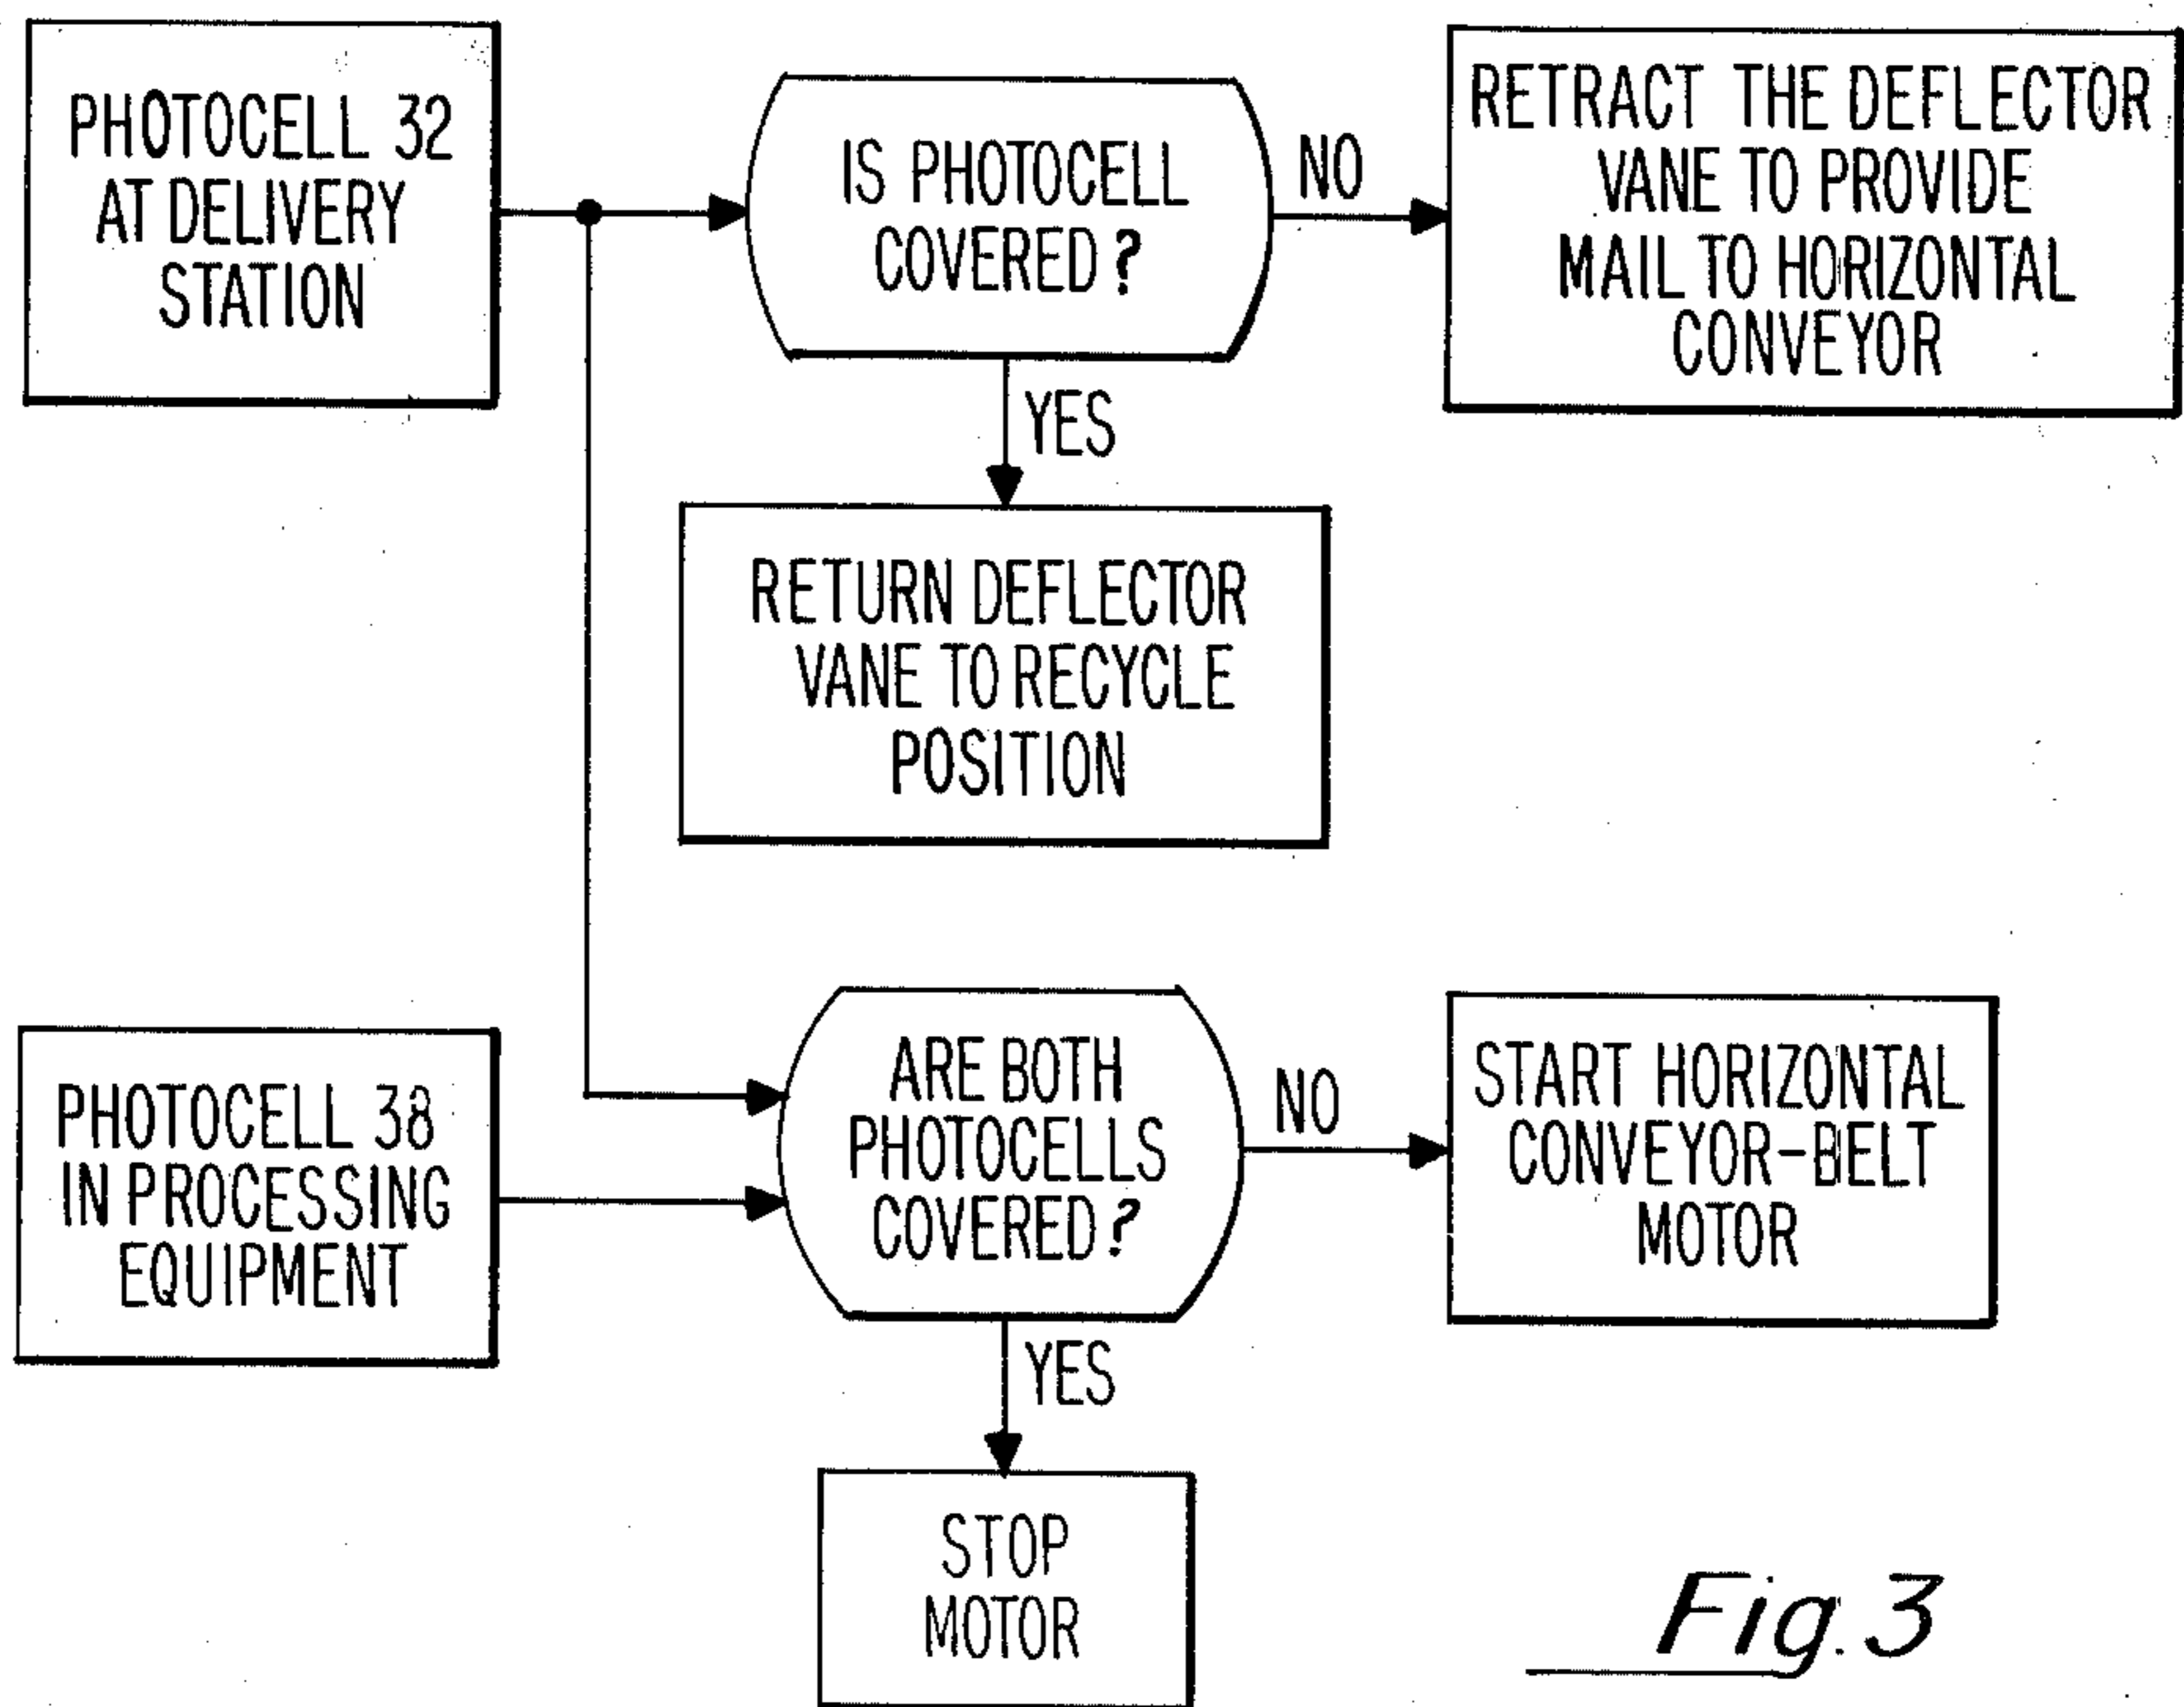 PHOTOCELL 32
AT DELIVERY
STATION
IS PHOTOCELL
COVERED?
NO
RETRACT THE DEFLECTOR
VANE TO PROVIDE
MAIL TO HORIZONTAL
CONVEYOR
YES
RETURN DEFLECTOR
VANE TO RECYCLE
POSITION
PHOTOCELL 38
IN PROCESSING
EQUIPMENT
ARE BOTH
PHOTOCELLS
COVERED?
NO
START HORIZONTAL
CONVEYOR-BELT
MOTOR
YES
STOP
MOTOR
Fig. 3